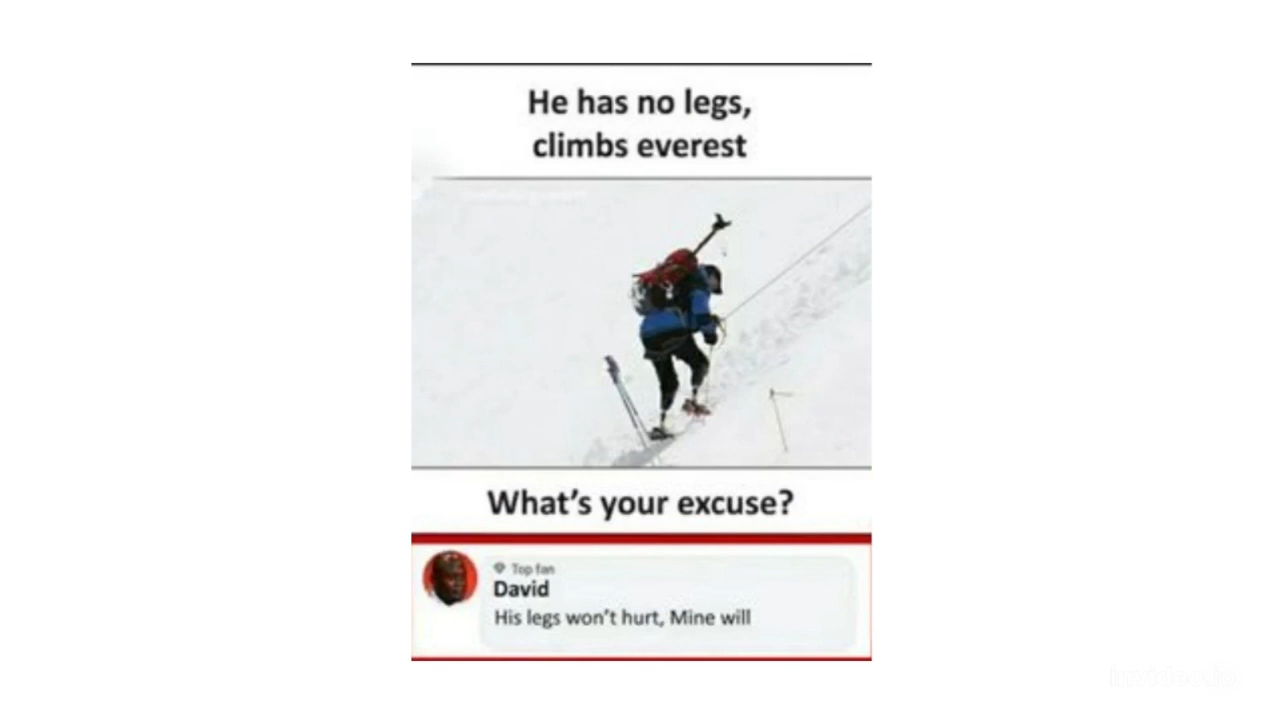 He has no legs,
climbs everest
What's your excuse?
Top fan
David
His legs won't hurt, Mine will